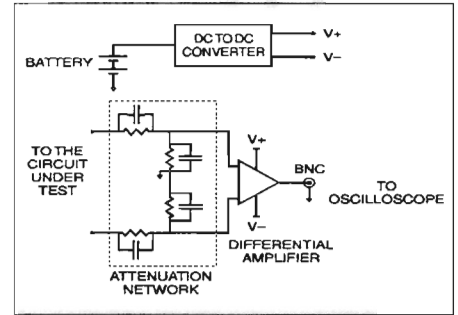 DC TO DC
CONVERTER
V+
V–
BATTERY
TO THE
CIRCUIT
UNDER
TEST
V+
BNC
TO
OSCILLOSCOPE
V–
DIFFERENTIAL
AMPLIFIER
ATTENUATION
NETWORK